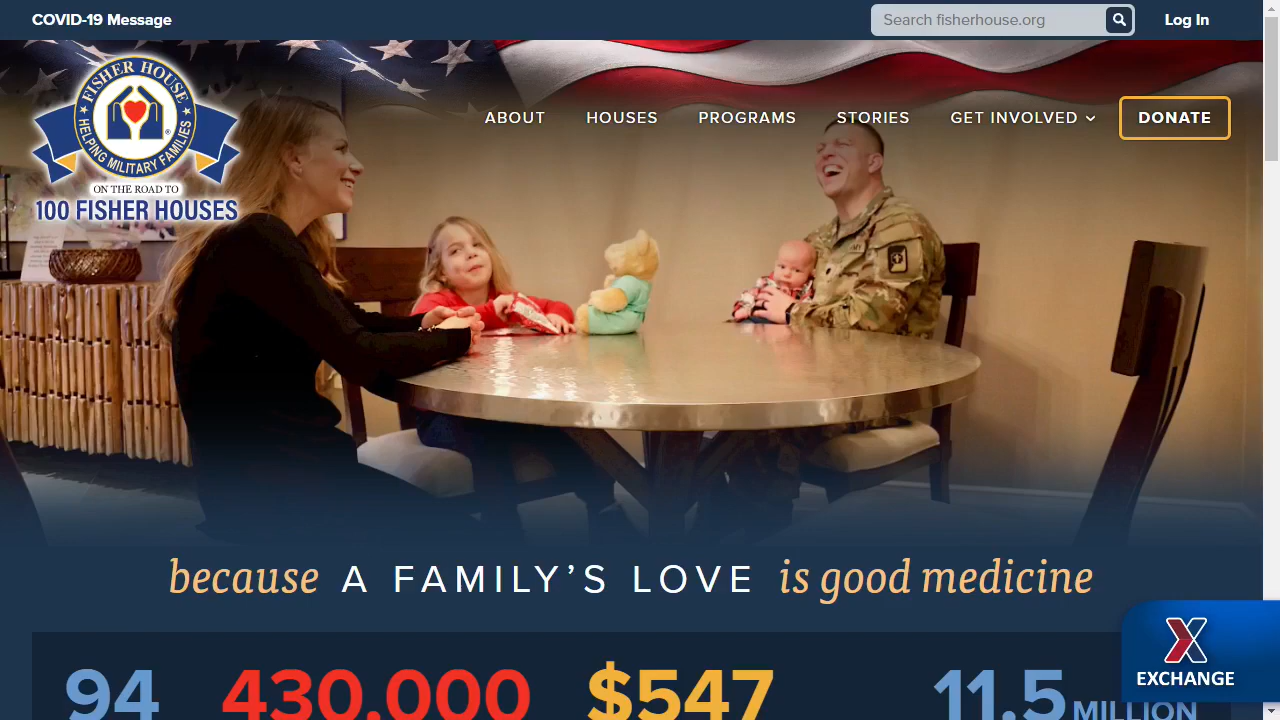 COVID-19 Message
Search fisherhouse.org
Log In
FISHER HOUSE
HELPING MILITARY FAMILIES
®
ON THE ROAD TO
100 FISHER HOUSES
ABOUT
HOUSES
PROGRAMS
STORIES
GET INVOLVED
DONATE
because A FAMILY’S LOVE is good medicine
94
430,000
$547
11.5 MILLION
EXCHANGE